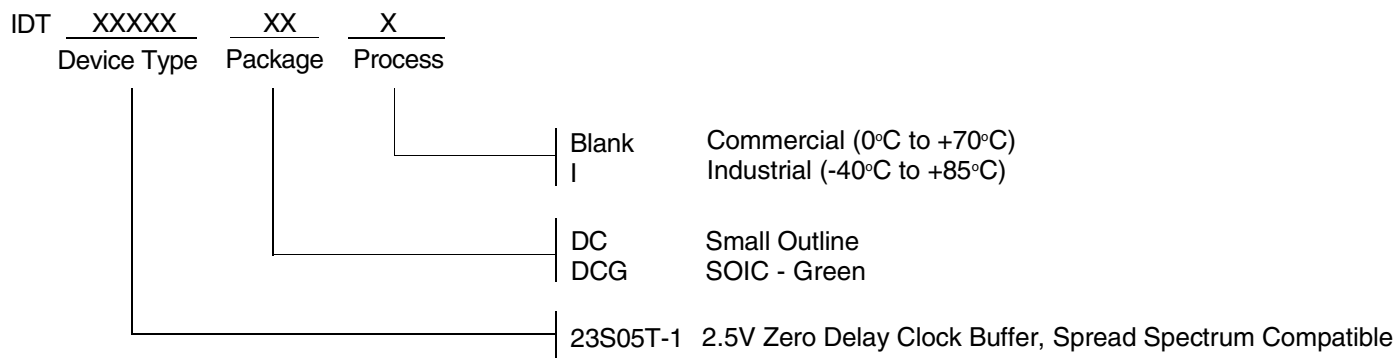 IDT XXXXX XX X
Device Type Package Process
Blank Commercial (0°C to +70°C)
I Industrial (-40°C to +85°C)
DC Small Outline
DCG SOIC - Green
23S05T-1 2.5V Zero Delay Clock Buffer, Spread Spectrum Compatible